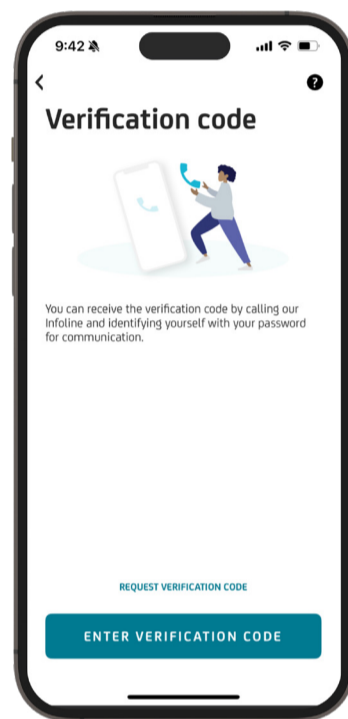 9:42
Verification code
You can receive the verification code by calling our
Infoline and identifying yourself with your password
for communication.
REQUEST VERIFICATION CODE
ENTER VERIFICATION CODE